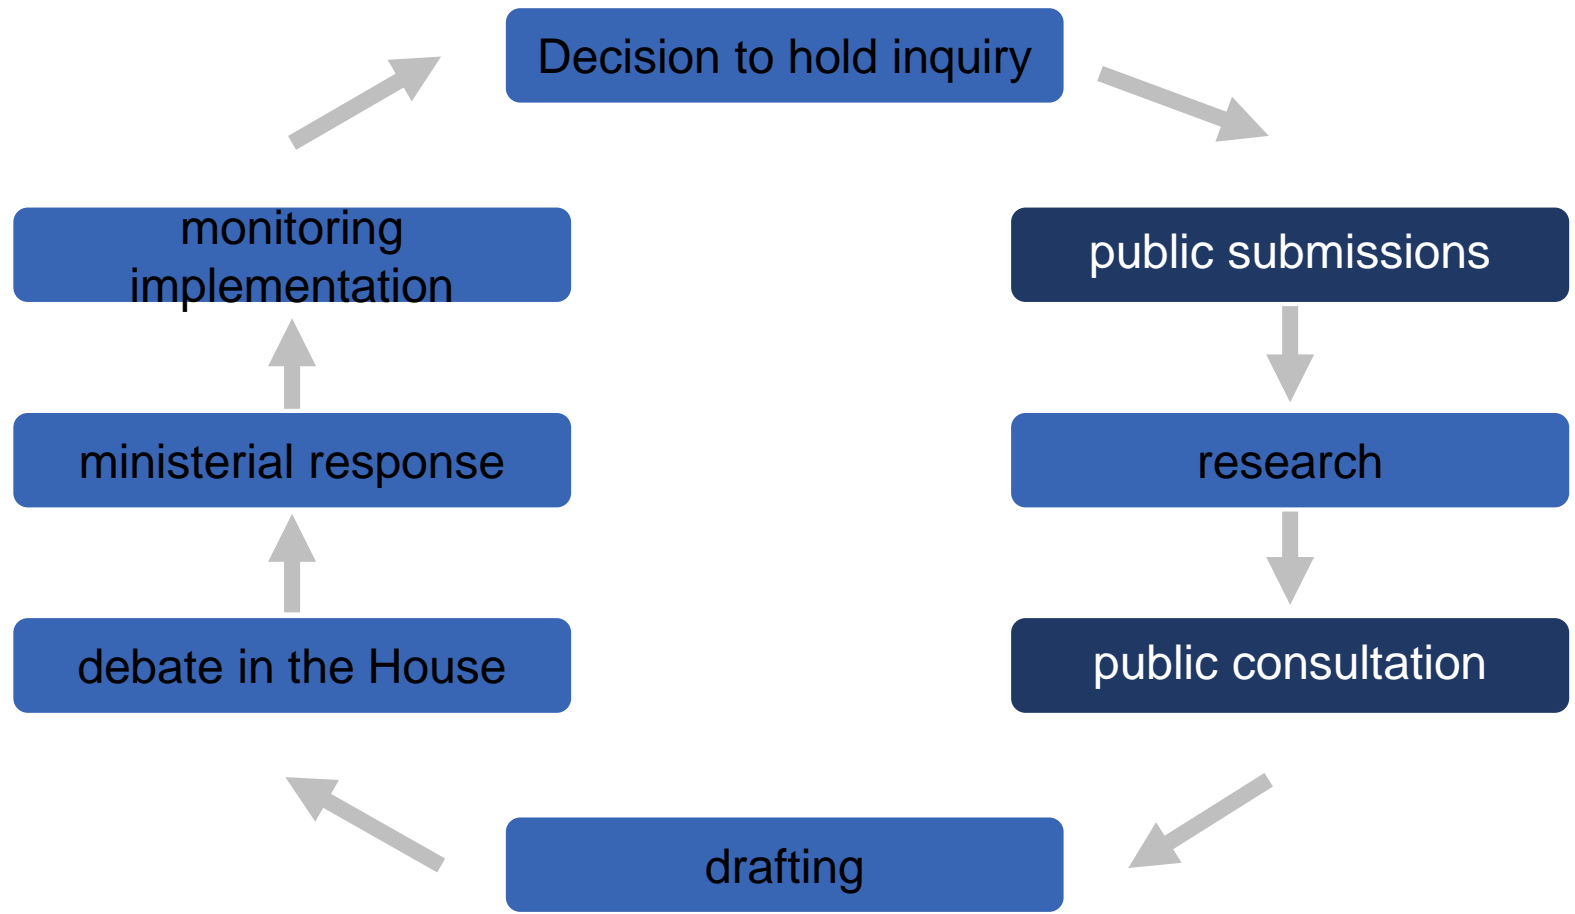 Decision to hold inquiry
public submissions
research
public consultation
drafting
debate in the House
ministerial response
monitoring
implementation